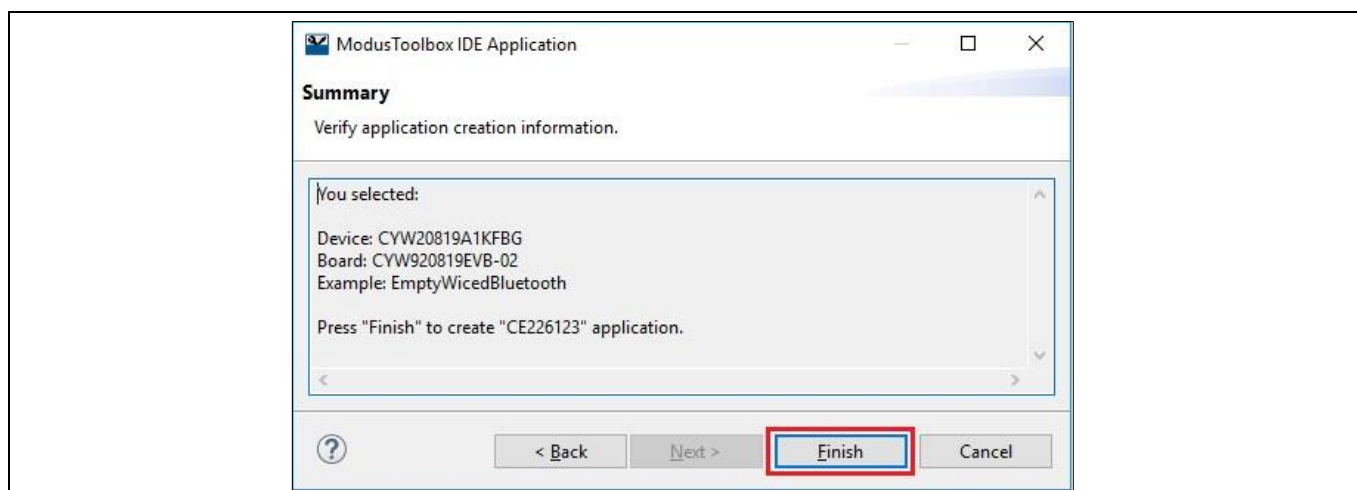 ModusToolbox IDE Application
Summary
Verify application creation information.
You selected:
Device: CYW20819A1KFBG
Board: CYW920819EVB-02
Example: EmptyWicedBluetooth
Press "Finish" to create "CE226123" application.
?
< Back
Next >
Finish
Cancel